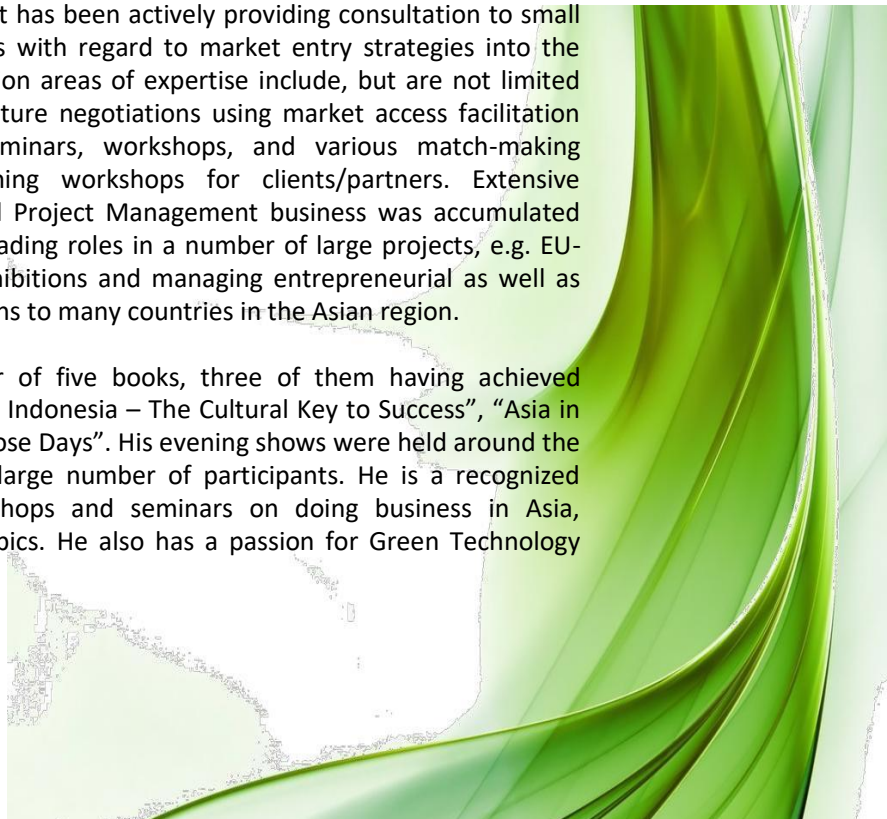 t has been actively providing consultation to small
s with regard to market entry strategies into the
on areas of expertise include, but are not limited
ture negotiations using market access facilitation
minars, workshops, and various match-making
ning workshops for clients/partners. Extensive
l Project Management business was accumulated
ading roles in a number of large projects, e.g. EU-
hibitions and managing entrepreneurial as well as
ns to many countries in the Asian region.
r of five books, three of them having achieved
Indonesia – The Cultural Key to Success”, “Asia in
ose Days”. His evening shows were held around the
large number of participants. He is a recognized
hops and seminars on doing business in Asia,
pics. He also has a passion for Green Technology